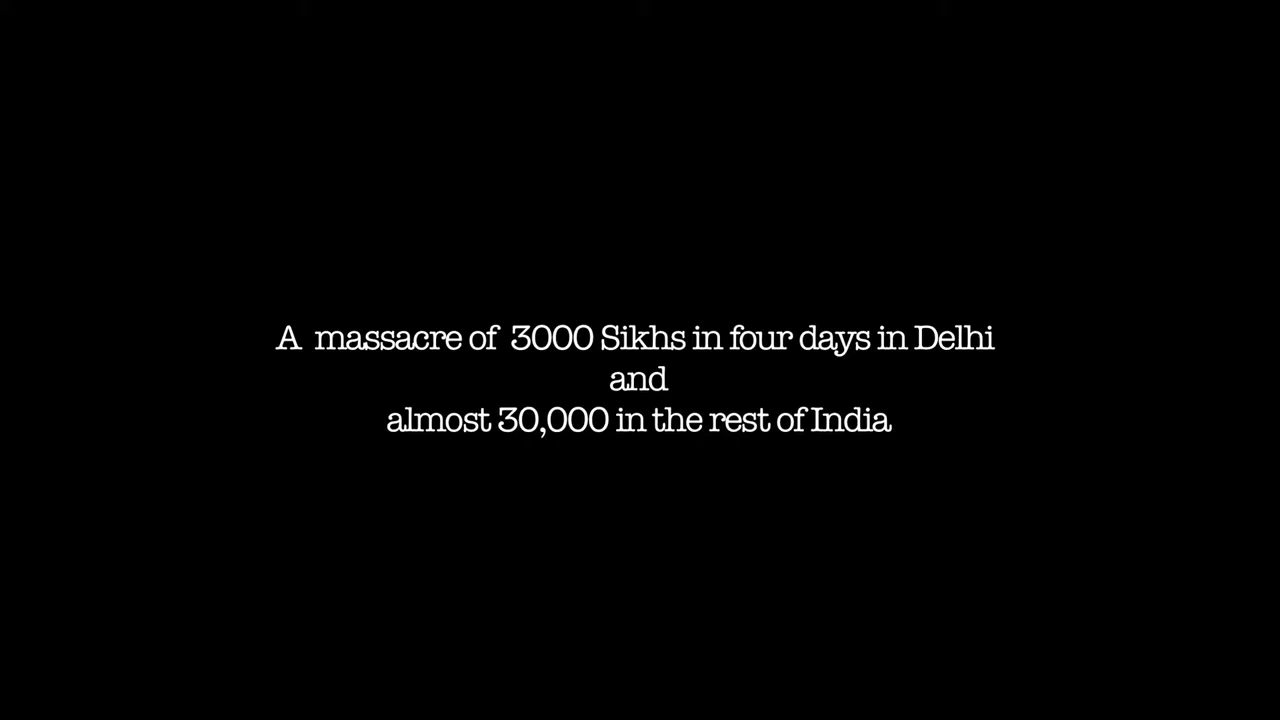 A massacre of 3000 Sikhs in four days in Delhi
and
almost 30,000 in the rest of India